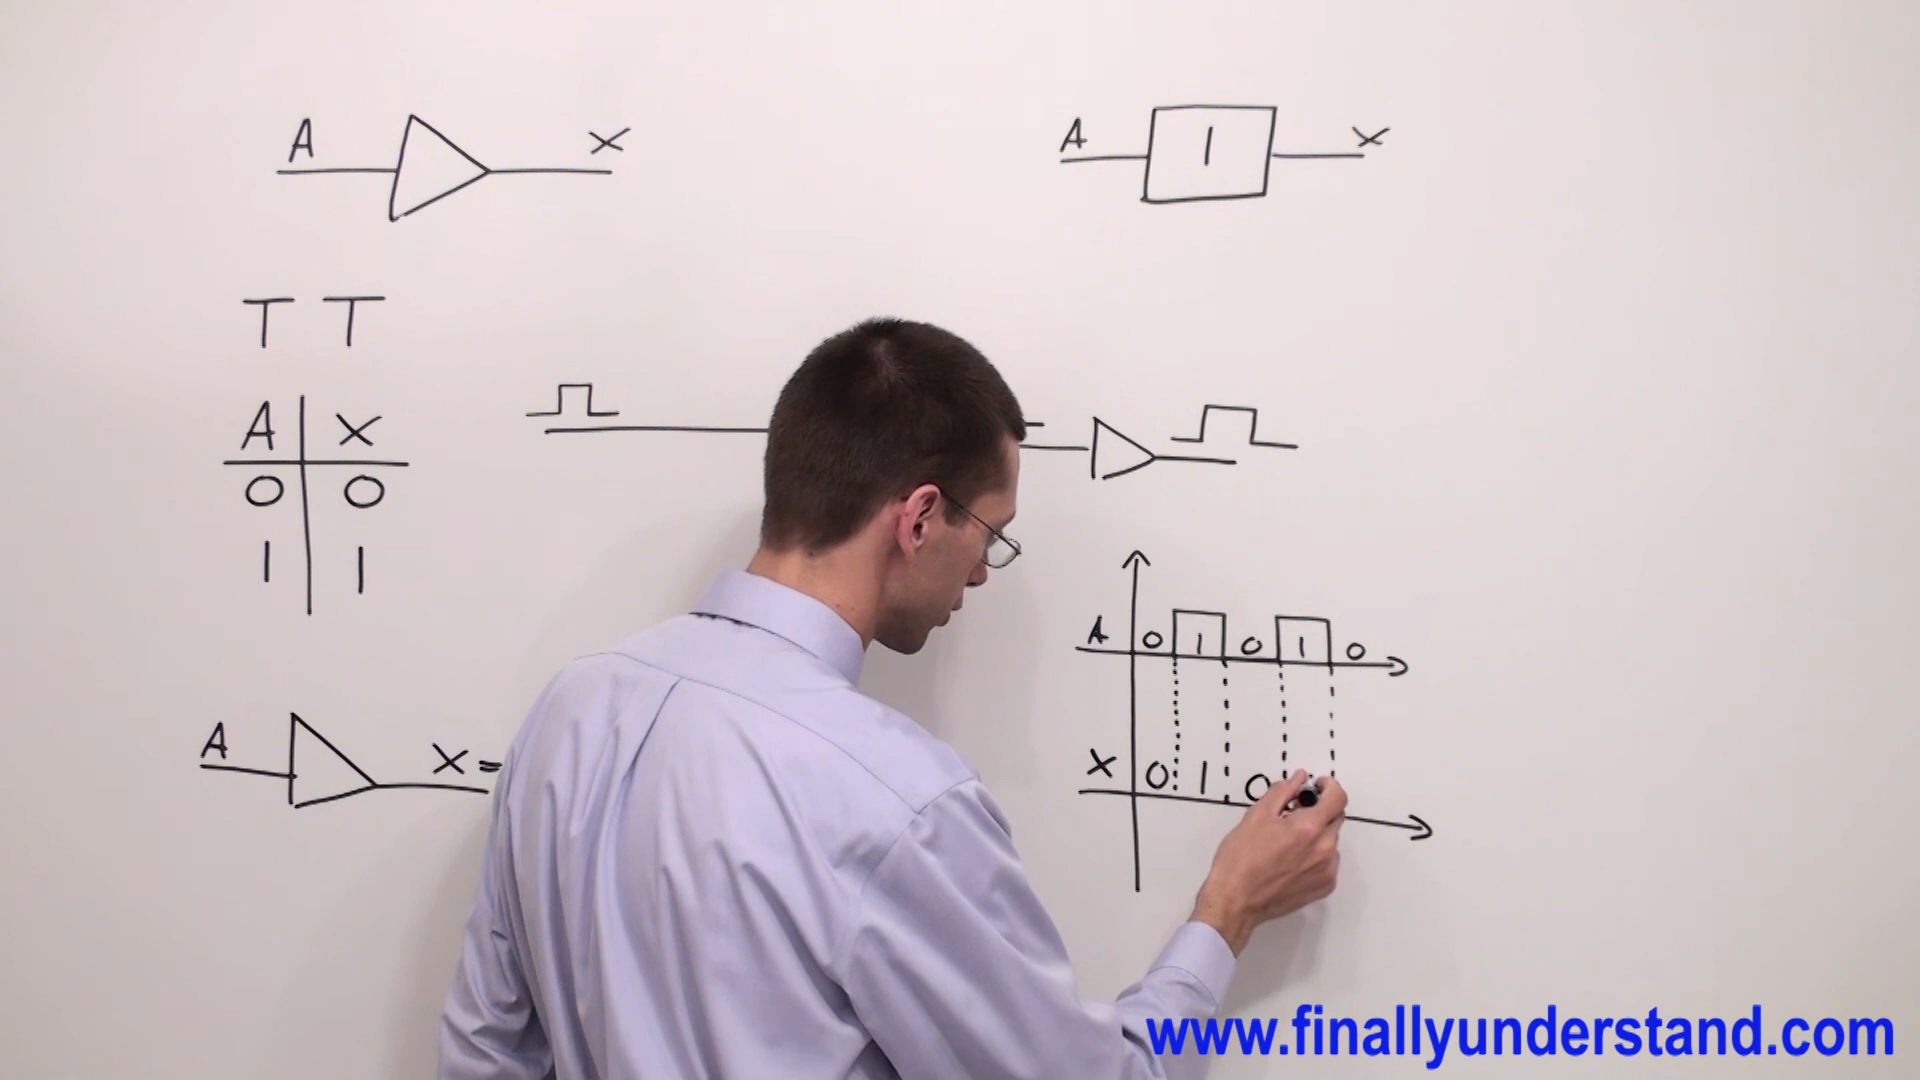 A X
A 1 X
T T
A X
0 0
1 1
A 0 1 0 1 0
A X =
X 0 1 0
www.finallyunderstand.com